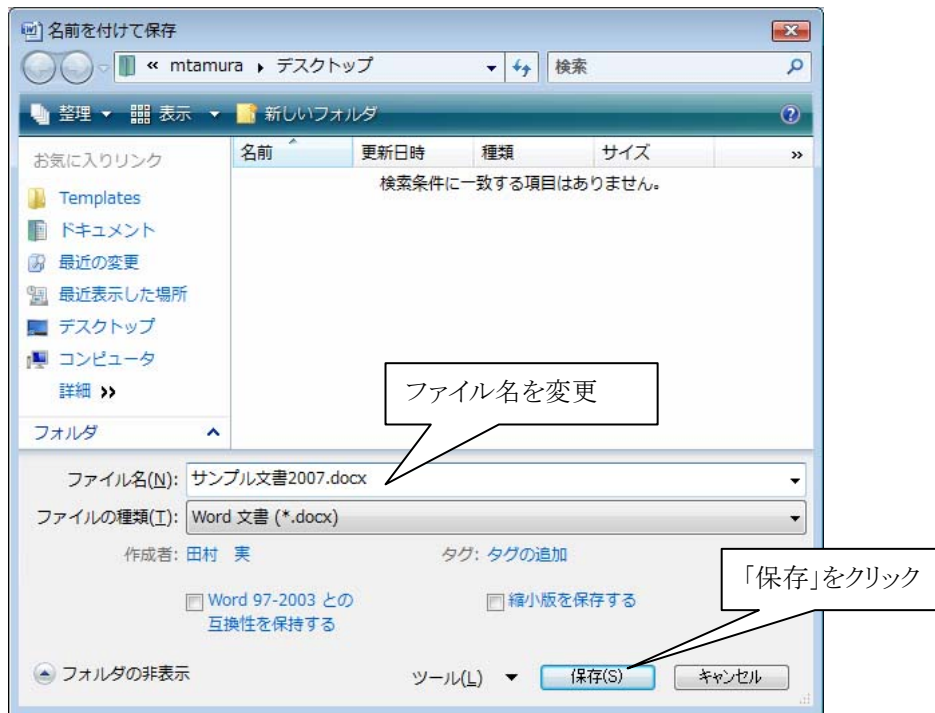 名前を付けて保存
« mtamura ▸ デスクトップ
検索
整理 ▼ 表示 ▼ 新しいフォルダ
お気に入りリンク
名前 更新日時 種類 サイズ »
検索条件に一致する項目はありません。
Templates
ドキュメント
最近の変更
最近表示した場所
デスクトップ
コンピュータ
詳細 »
フォルダ
ファイル名を変更
ファイル名(N): サンプル文書2007.docx
ファイルの種類(T): Word 文書 (*.docx)
作成者: 田村 実 タグ: タグの追加
「保存」をクリック
Word 97-2003 との
互換性を保持する
縮小版を保存する
フォルダの非表示
ツール(L) ▼ 保存(S) キャンセル